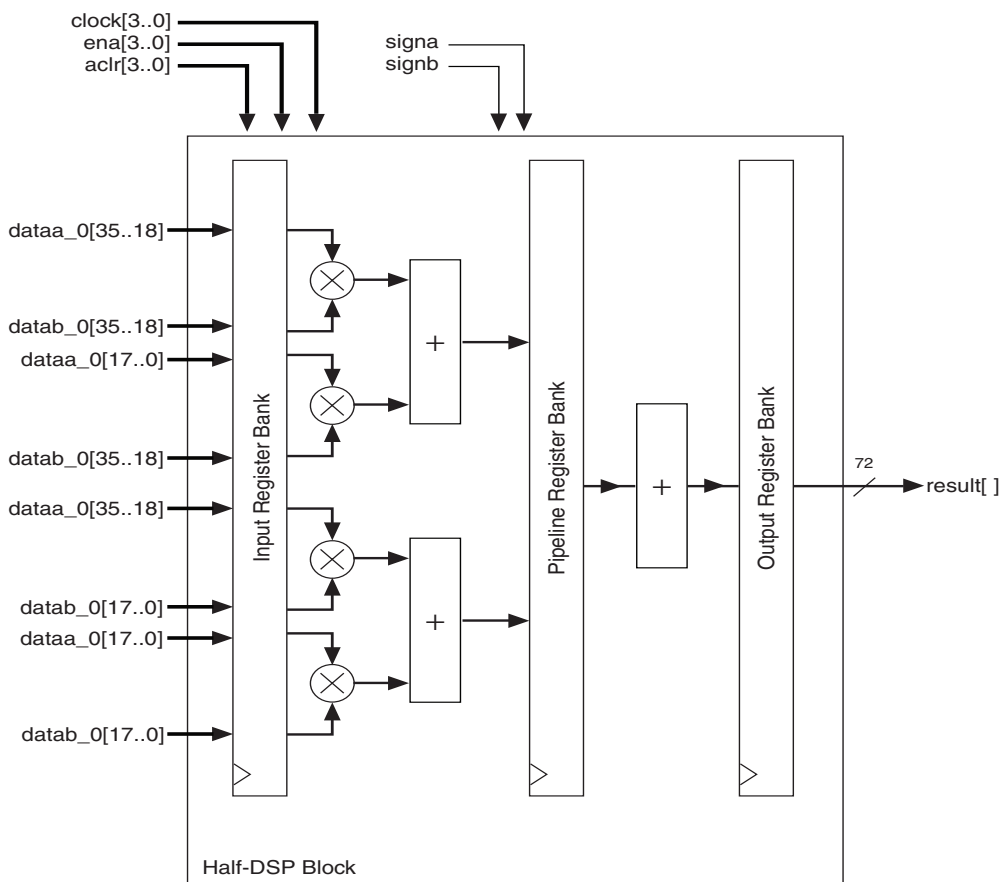 clock[3..0]
ena[3..0]
aclr[3..0]
signa
signb
dataa_0[35..18]
datab_0[35..18]
dataa_0[17..0]
datab_0[35..18]
dataa_0[35..18]
datab_0[17..0]
dataa_0[17..0]
datab_0[17..0]
Input Register Bank
+
+
Pipeline Register Bank
+
Output Register Bank
72
result[ ]
Half-DSP Block